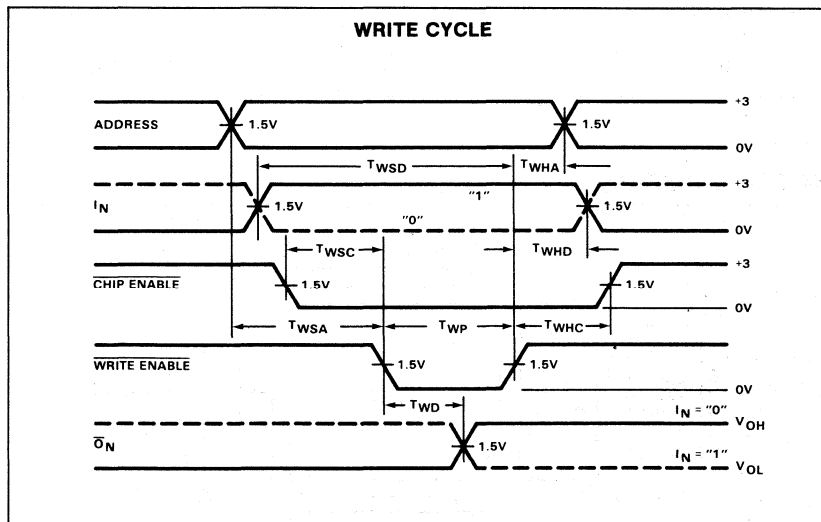 WRITE CYCLE
+3
ADDRESS
1.5V
1.5V
0V
TWSD
TWHA
+3
IN
1.5V
"1"
1.5V
"0"
0V
TWSC
TWHD
+3
CHIP ENABLE
1.5V
1.5V
0V
TWSA
TWP
TWHC
WRITE ENABLE
1.5V
1.5V
0V
TWD
IN = "0"
VOH
ON
1.5V
IN = "1"
VOL